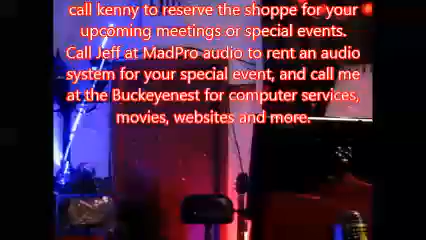 call kenny to reserve the shoppe for your
upcoming meetings or special events.
Call Jeff at MadPro audio to rent an audio
system for your special event, and call me
at the Buckeyenest for computer services,
movies, websites and more.